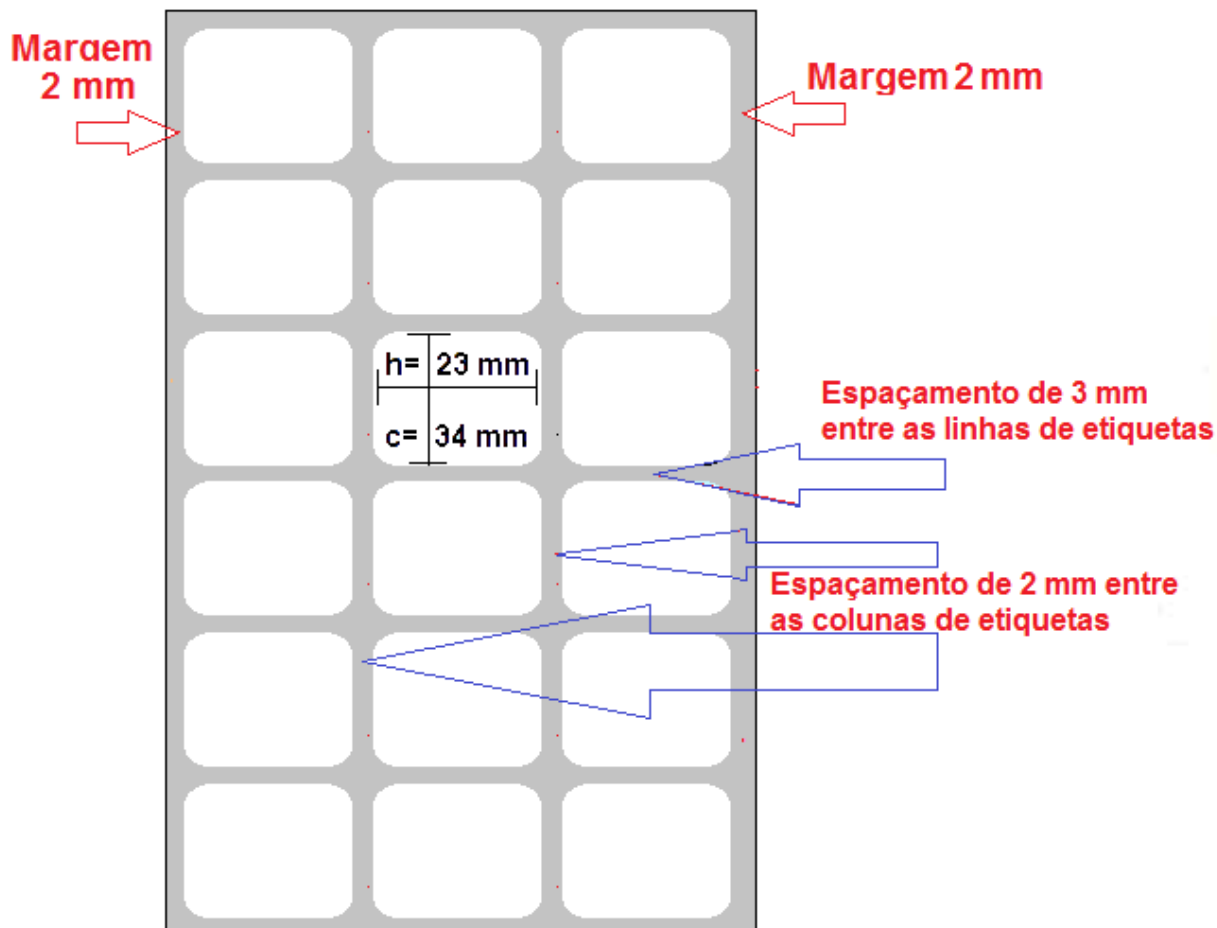 Margem
2 mm
Margem 2 mm
h= 23 mm
c= 34 mm
Espaçamento de 3 mm
entre as linhas de etiquetas
Espaçamento de 2 mm entre
as colunas de etiquetas